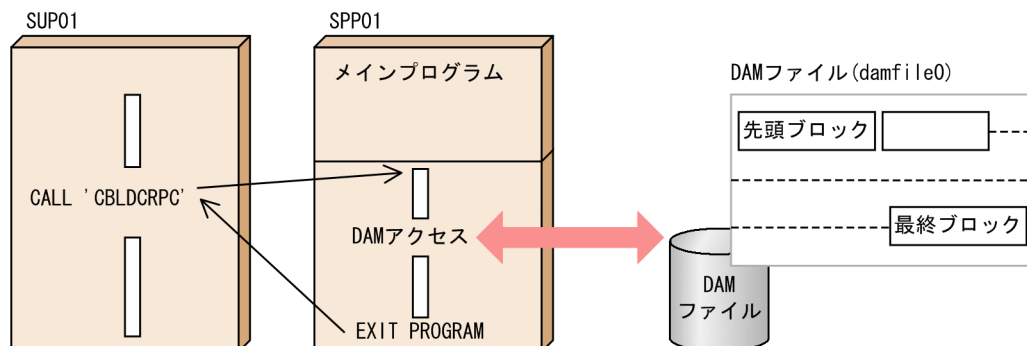 SUP01
SPP01
メインプログラム
DAMファイル(damfile0)
先頭ブロック
CALL 'CBLDCRPC'
DAMアクセス
最終ブロック
DAM
ファイル
EXIT PROGRAM